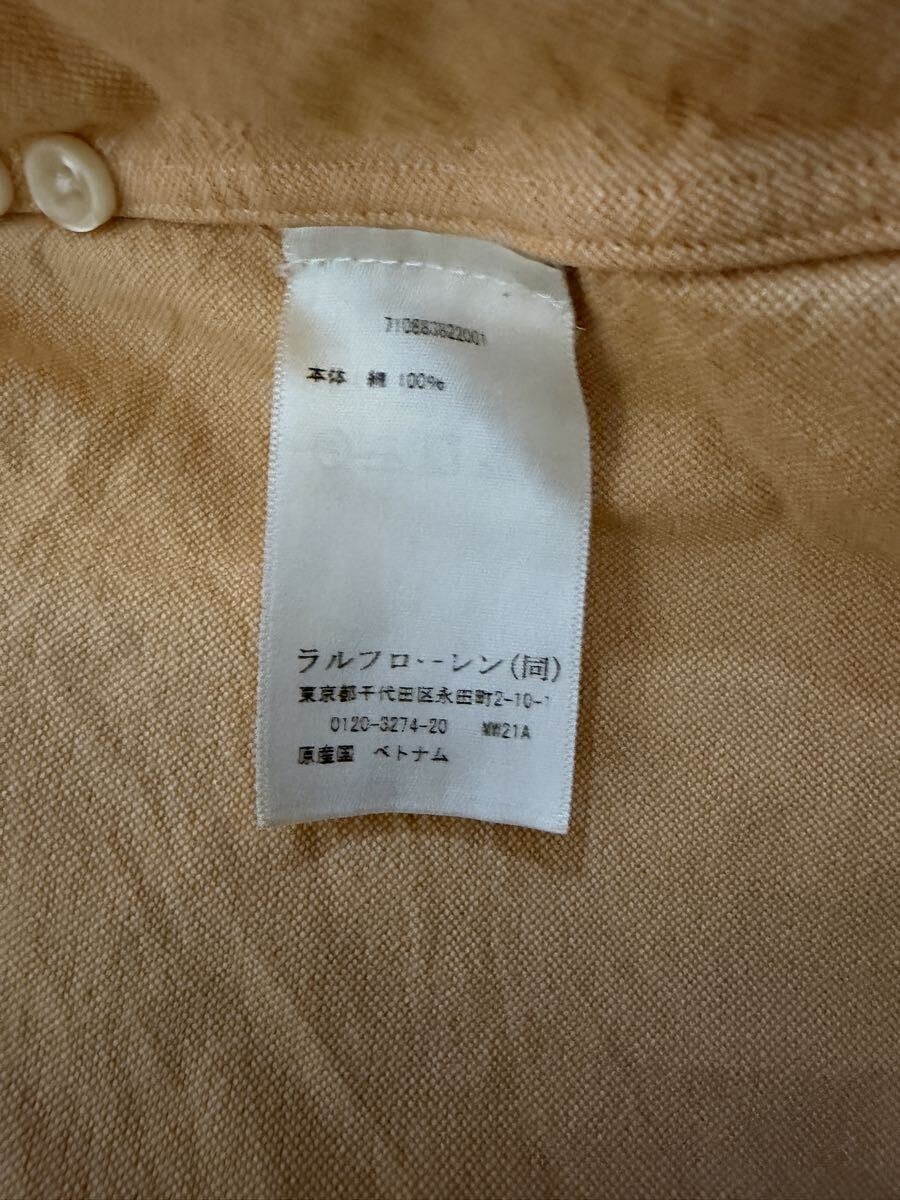 710883822001
本体 綿 100%
ラルフローレン(同)
東京都千代田区永田町2-10-1
0120-3274-20 MW21A
原産国 ベトナム